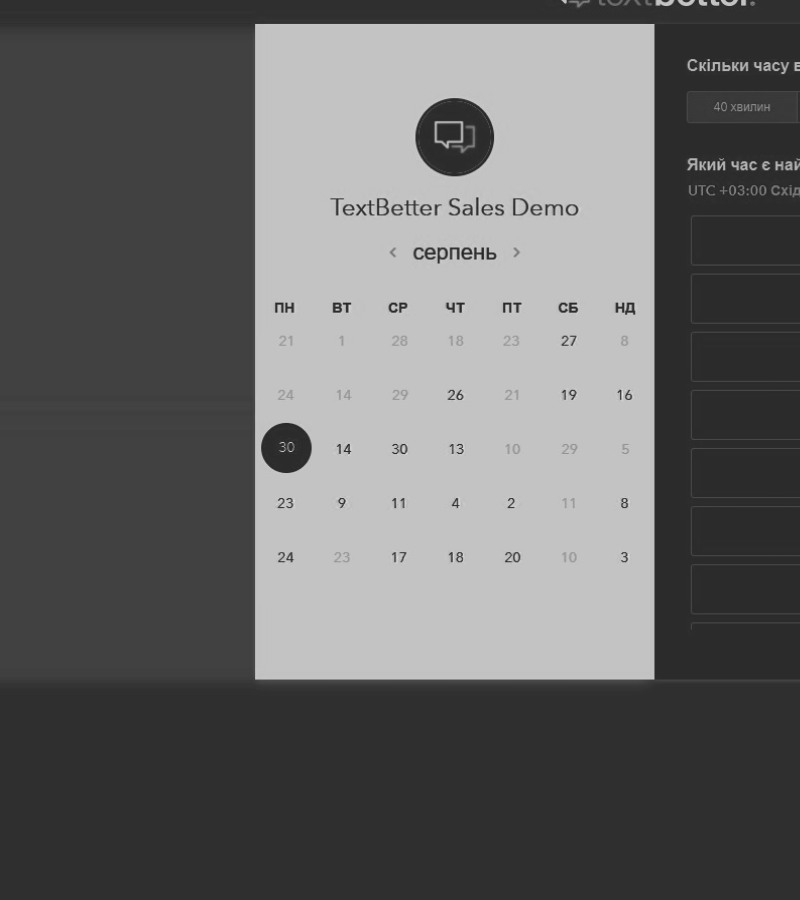 textbetter.
TextBetter Sales Demo
< серпень >
ПН ВТ СР ЧТ ПТ СБ НД
21 1 28 18 23 27 8
24 14 29 26 21 19 16
30 14 30 13 10 29 5
23 9 11 4 2 11 8
24 23 17 18 20 10 3
Скільки часу в
40 хвилин
Який час є най
UTC +03:00 Схід